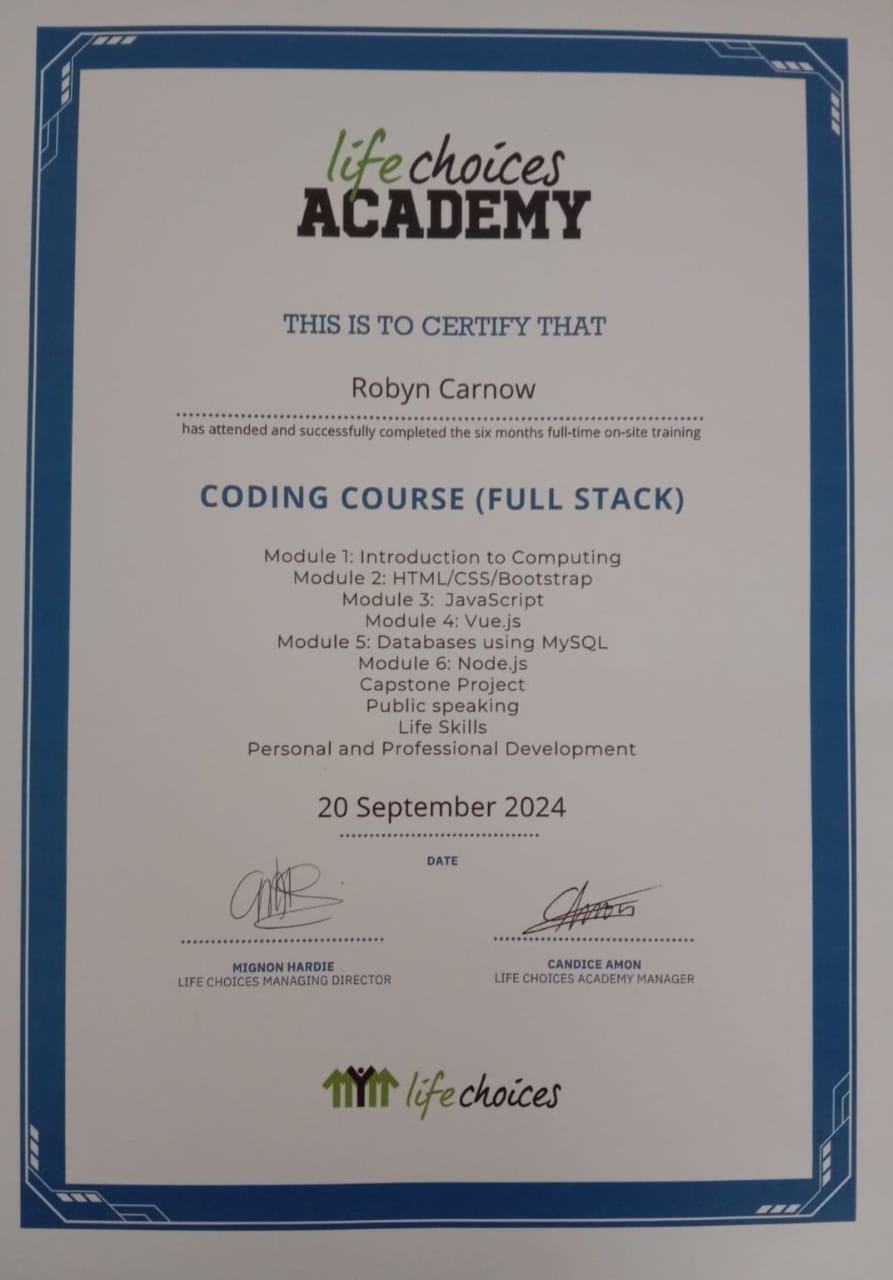 life choices
ACADEMY
THIS IS TO CERTIFY THAT
Robyn Carnow
has attended and successfully completed the six months full-time on-site training
CODING COURSE (FULL STACK)
Module 1: Introduction to Computing
Module 2: HTML/CSS/Bootstrap
Module 3: JavaScript
Module 4: Vue.js
Module 5: Databases using MySQL
Module 6: Node.js
Capstone Project
Public speaking
Life Skills
Personal and Professional Development
20 September 2024
DATE
MIGNON HARDIE
LIFE CHOICES MANAGING DIRECTOR
CANDICE AMON
LIFE CHOICES ACADEMY MANAGER
life choices